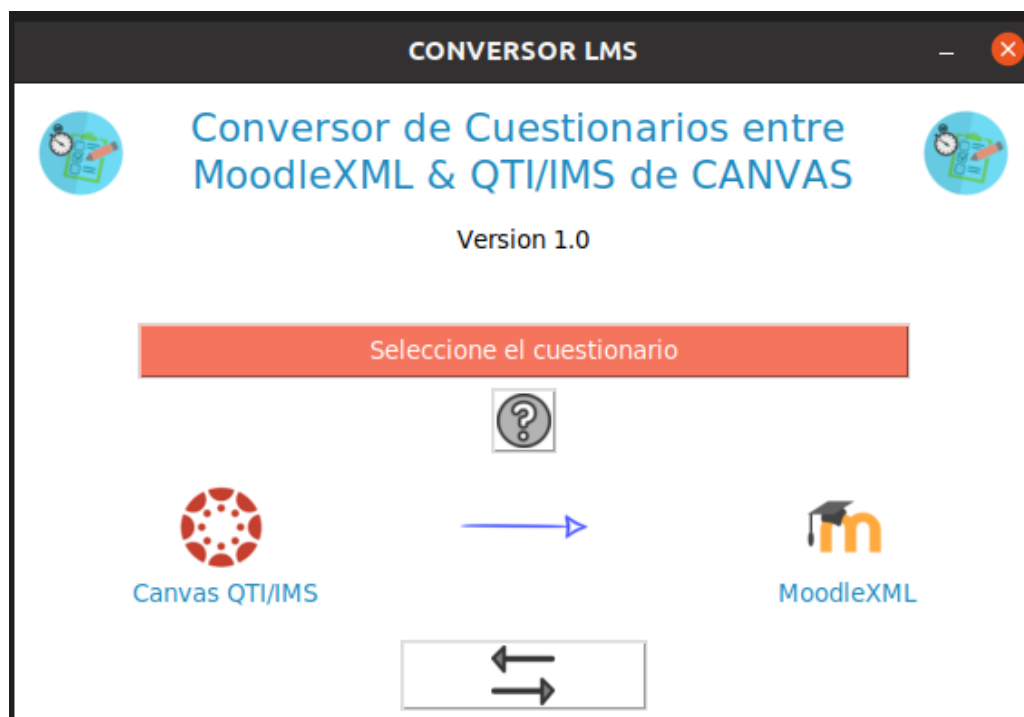 CONVERSOR LMS
Conversor de Cuestionarios entre
MoodleXML & QTI/IMS de CANVAS
Version 1.0
Seleccione el cuestionario
?
Canvas QTI/IMS
m
MoodleXML